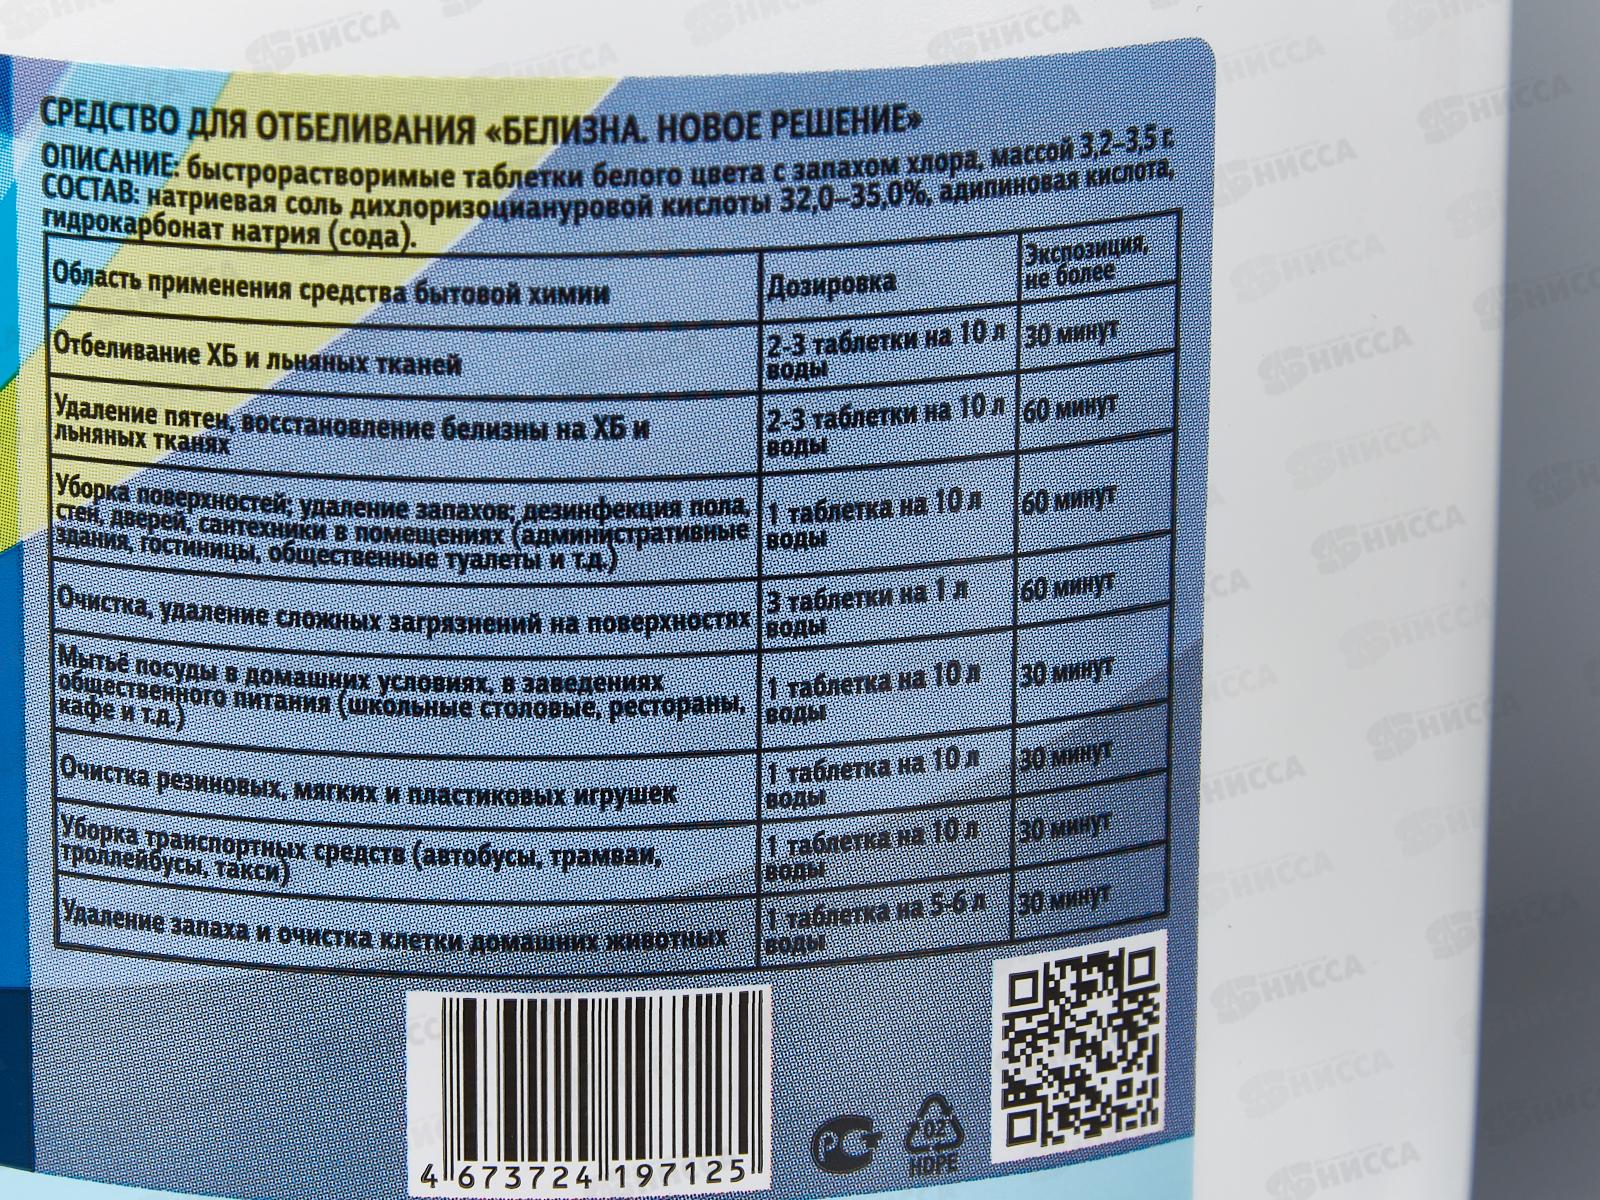 СРЕДСТВО ДЛЯ ОТБЕЛИВАНИЯ «БЕЛИЗНА. НОВОЕ РЕШЕНИЕ»
ОПИСАНИЕ: быстрорастворимые таблетки белого цвета с запахом хлора, массой 3,2–3,5 г.
СОСТАВ: натриевая соль дихлоризоциануровой кислоты 32,0–35,0%, адипиновая кислота,
гидрокарбонат натрия (сода).
Область применения средства бытовой химии
Дозировка
Экспозиция,
не более
Отбеливание ХБ и льняных тканей
2-3 таблетки на 10 л
воды
30 минут
Удаление пятен, восстановление белизны на ХБ и
льняных тканях
2-3 таблетки на 10 л
воды
60 минут
Уборка поверхностей; удаление запахов; дезинфекция пола,
стен, дверей, сантехники в помещениях (административные
здания, гостиницы, общественные туалеты и т.д.)
1 таблетка на 10 л
воды
60 минут
Очистка, удаление сложных загрязнений на поверхностях
3 таблетки на 1 л
воды
60 минут
Мытьё посуды в домашних условиях, в заведениях
общественного питания (школьные столовые, рестораны,
кафе и т.д.)
1 таблетка на 10 л
воды
30 минут
Очистка резиновых, мягких и пластиковых игрушек
1 таблетка на 10 л
воды
30 минут
Уборка транспортных средств (автобусы, трамваи,
троллейбусы, такси)
1 таблетка на 10 л
воды
30 минут
Удаление запаха и очистка клетки домашних животных
1 таблетка на 5-6 л
воды
30 минут
4 673724 197125
РСТ
02
HDPE
НИССА